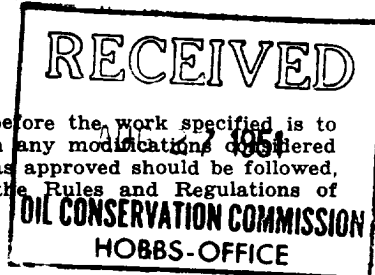 RECEIVED
efore the work specified is to
any modifications considered
s approved should be followed,
the Rules and Regulations of
OIL CONSERVATION COMMISSION
HOBBS-OFFICE